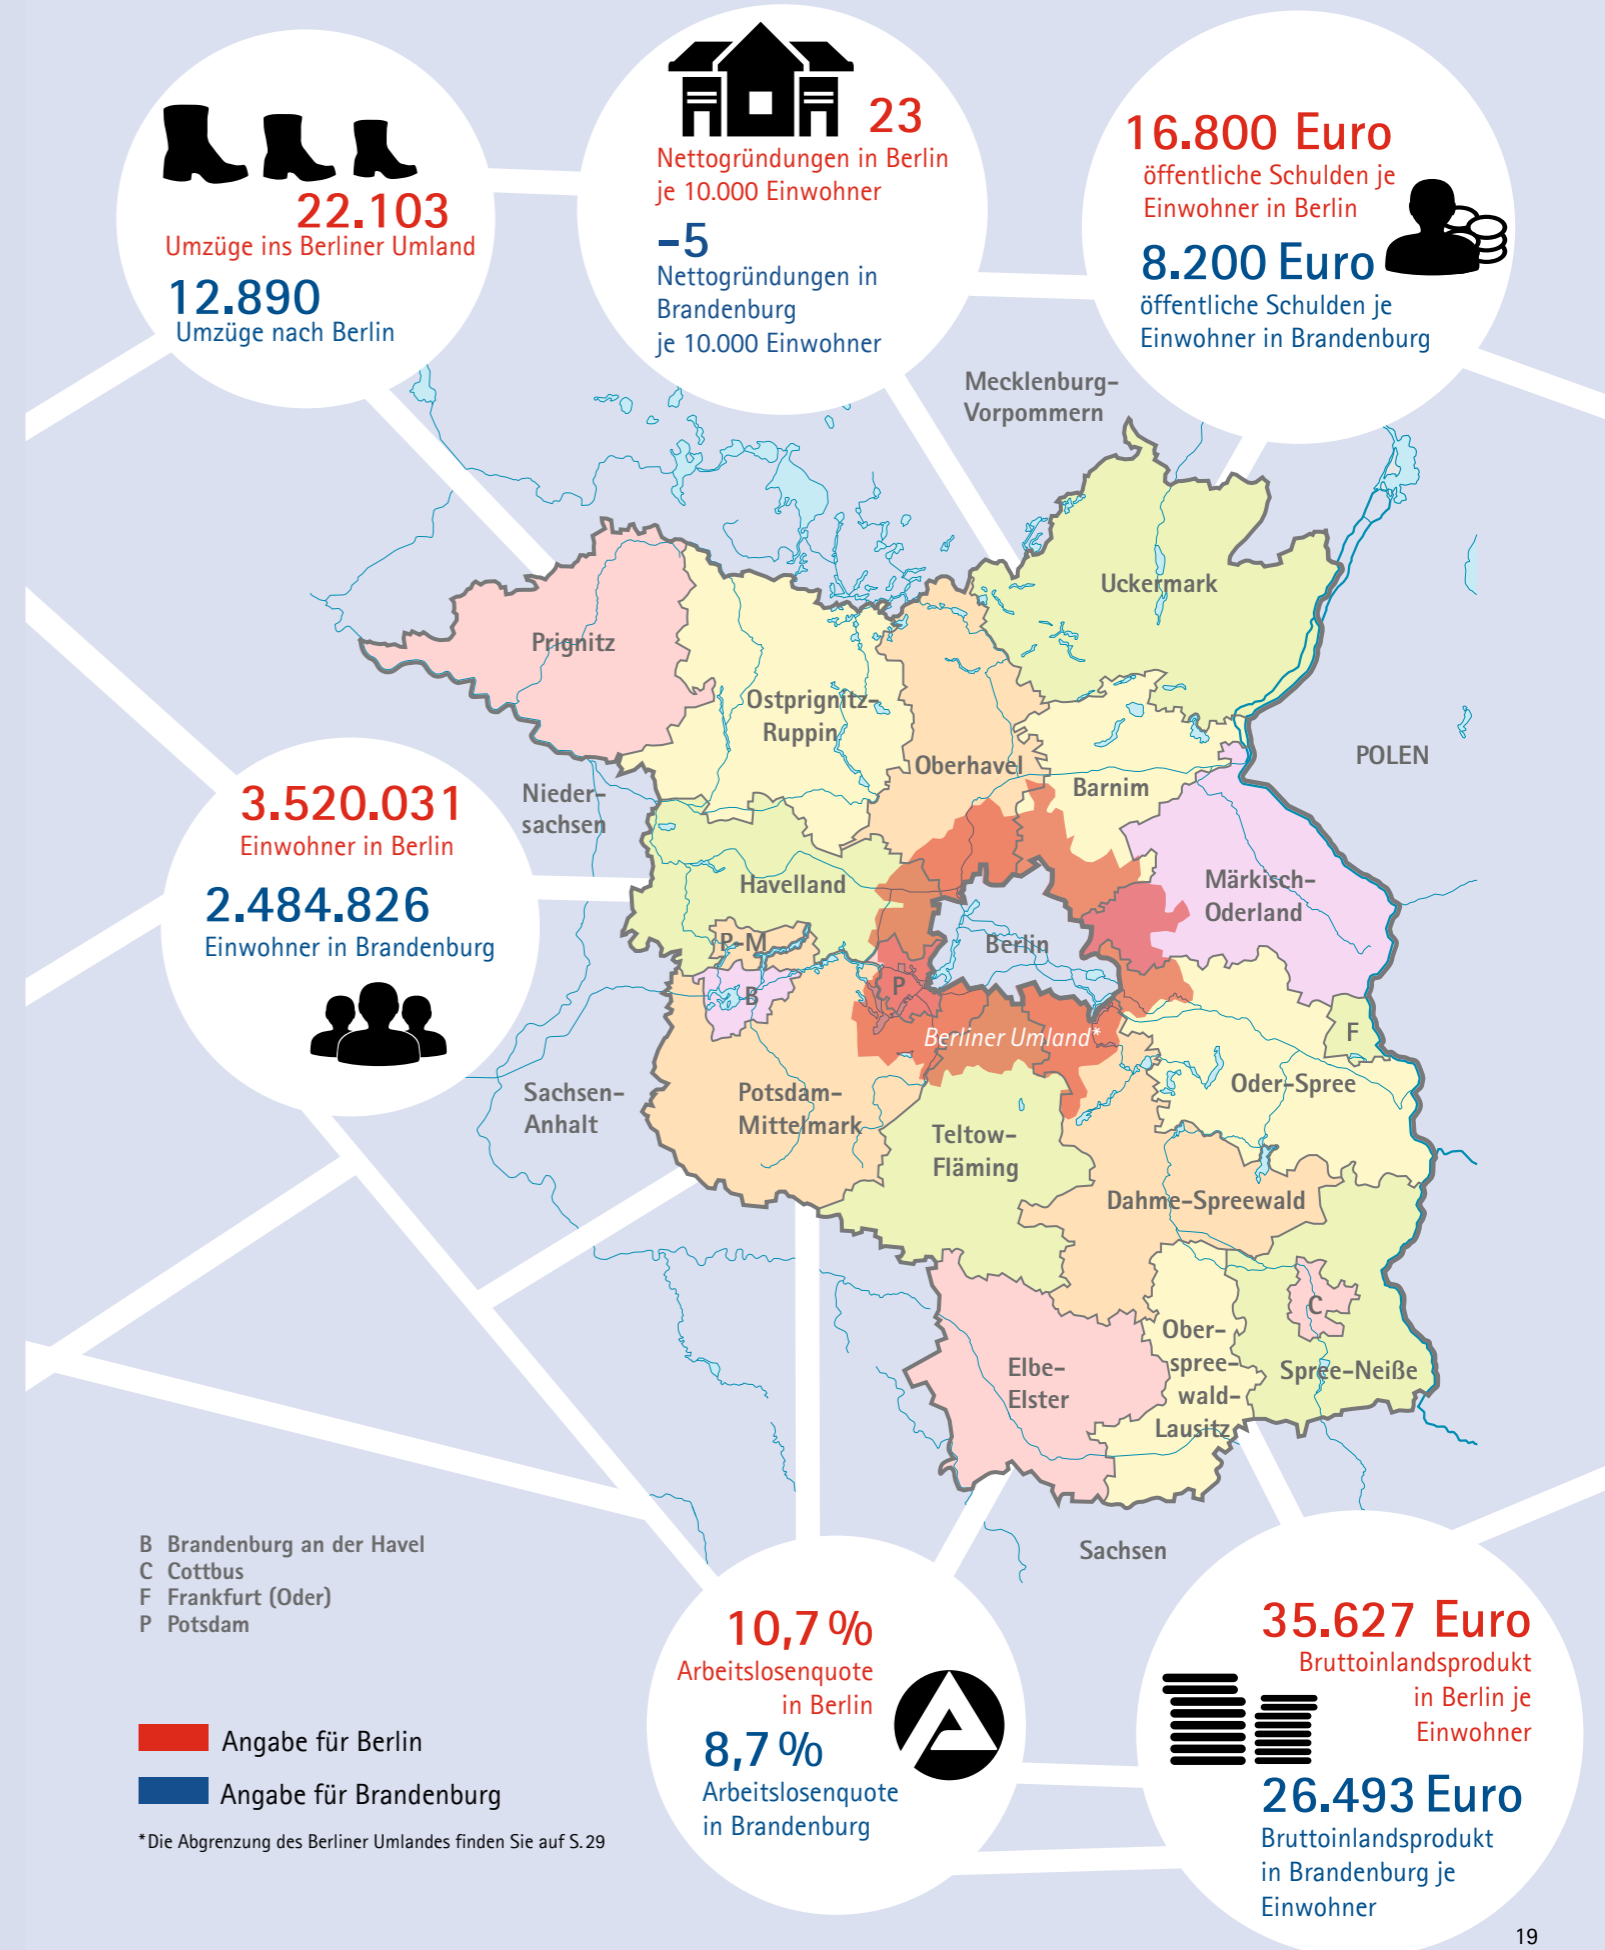 22.103
Umzüge ins Berliner Umland
12.890
Umzüge nach Berlin
23
Nettogründungen in Berlin
je 10.000 Einwohner
-5
Nettogründungen in
Brandenburg
je 10.000 Einwohner
16.800 Euro
öffentliche Schulden je
Einwohner in Berlin
8.200 Euro
öffentliche Schulden je
Einwohner in Brandenburg
Mecklenburg-
Vorpommern
Uckermark
Prignitz
Ostprignitz-
Ruppin
Oberhavel
Barnim
POLEN
Nieder-
sachsen
3.520.031
Einwohner in Berlin
2.484.826
Einwohner in Brandenburg
Havelland
Märkisch-
Oderland
P-M
Berlin
B
P
Berliner Umland*
F
Oder-Spree
Sachsen-
Anhalt
Potsdam-
Mittelmark
Teltow-
Fläming
Dahme-Spreewald
C
Ober-
spree-
wald-
Lausitz
Elbe-
Elster
Spree-Neiße
Sachsen
B Brandenburg an der Havel
C Cottbus
F Frankfurt (Oder)
P Potsdam
Angabe für Berlin
Angabe für Brandenburg
*Die Abgrenzung des Berliner Umlandes finden Sie auf S.29
10,7 %
Arbeitslosenquote
in Berlin
8,7 %
Arbeitslosenquote
in Brandenburg
35.627 Euro
Bruttoinlandsprodukt
in Berlin je
Einwohner
26.493 Euro
Bruttoinlandsprodukt
in Brandenburg je
Einwohner
19